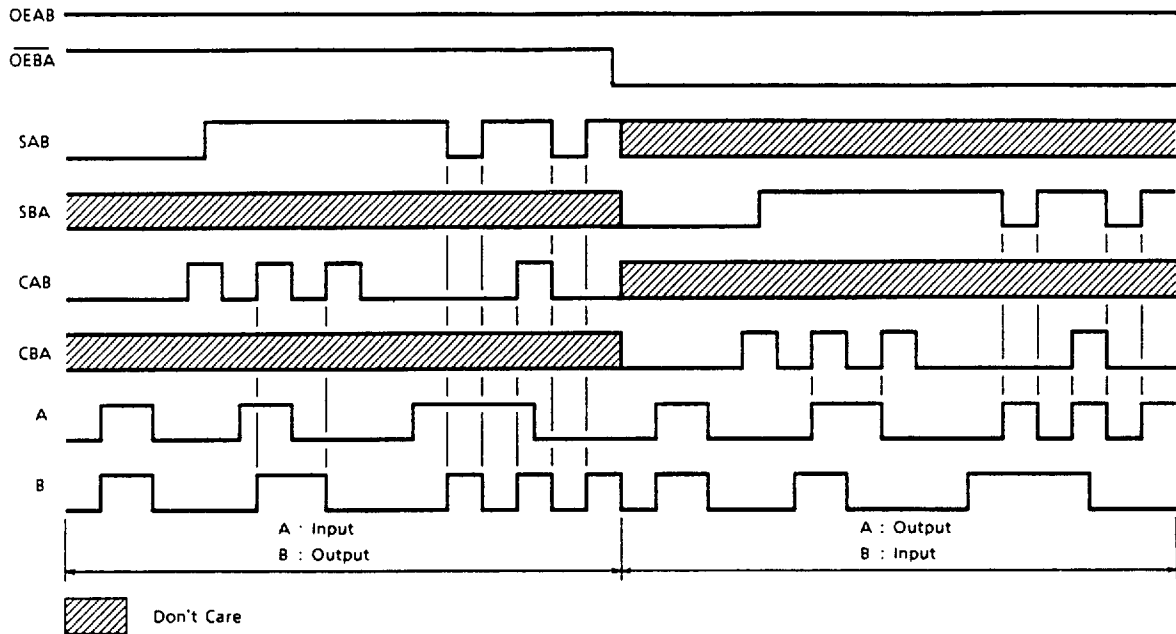 OEAB
OEBA
SAB
SBA
CAB
CBA
A
B
A : Input
B : Output
A : Output
B : Input
Don't Care